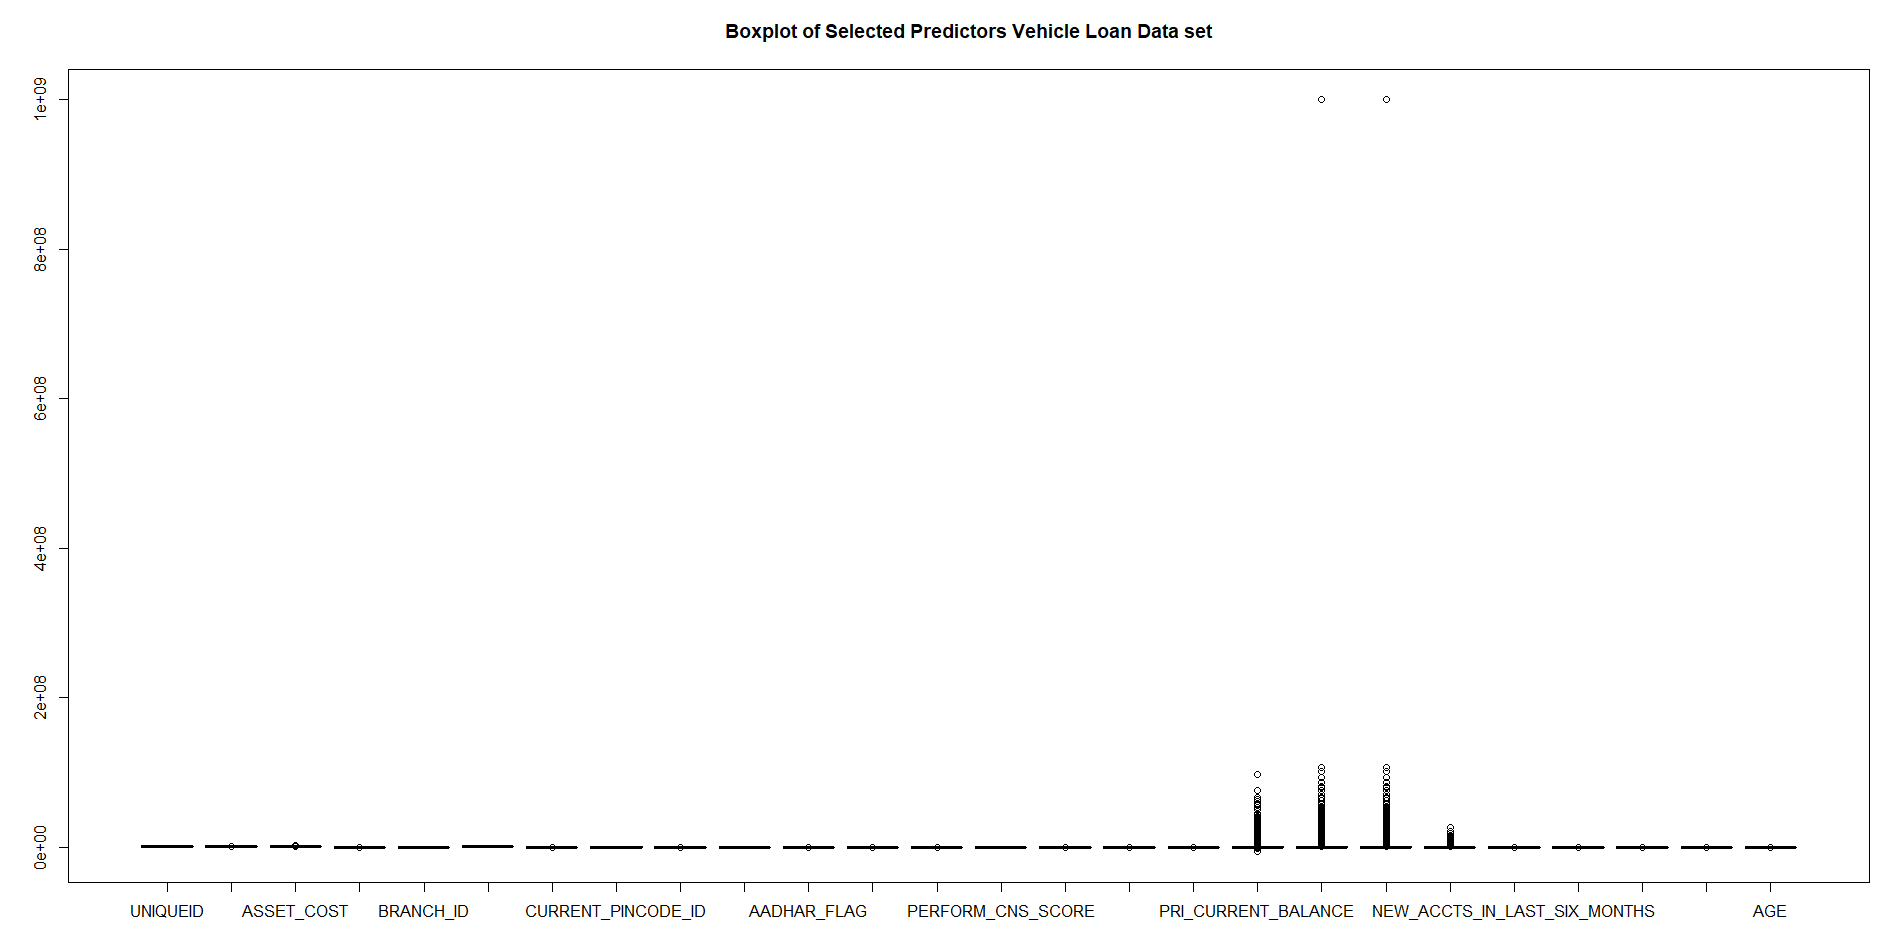 Boxplot of Selected Predictors Vehicle Loan Data set
1e+09
8e+08
6e+08
4e+08
2e+08
0e+00
UNIQUEID ASSET_COST BRANCH_ID CURRENT_PINCODE_ID AADHAR_FLAG PERFORM_CNS_SCORE PRI_CURRENT_BALANCE NEW_ACCTS_IN_LAST_SIX_MONTHS AGE